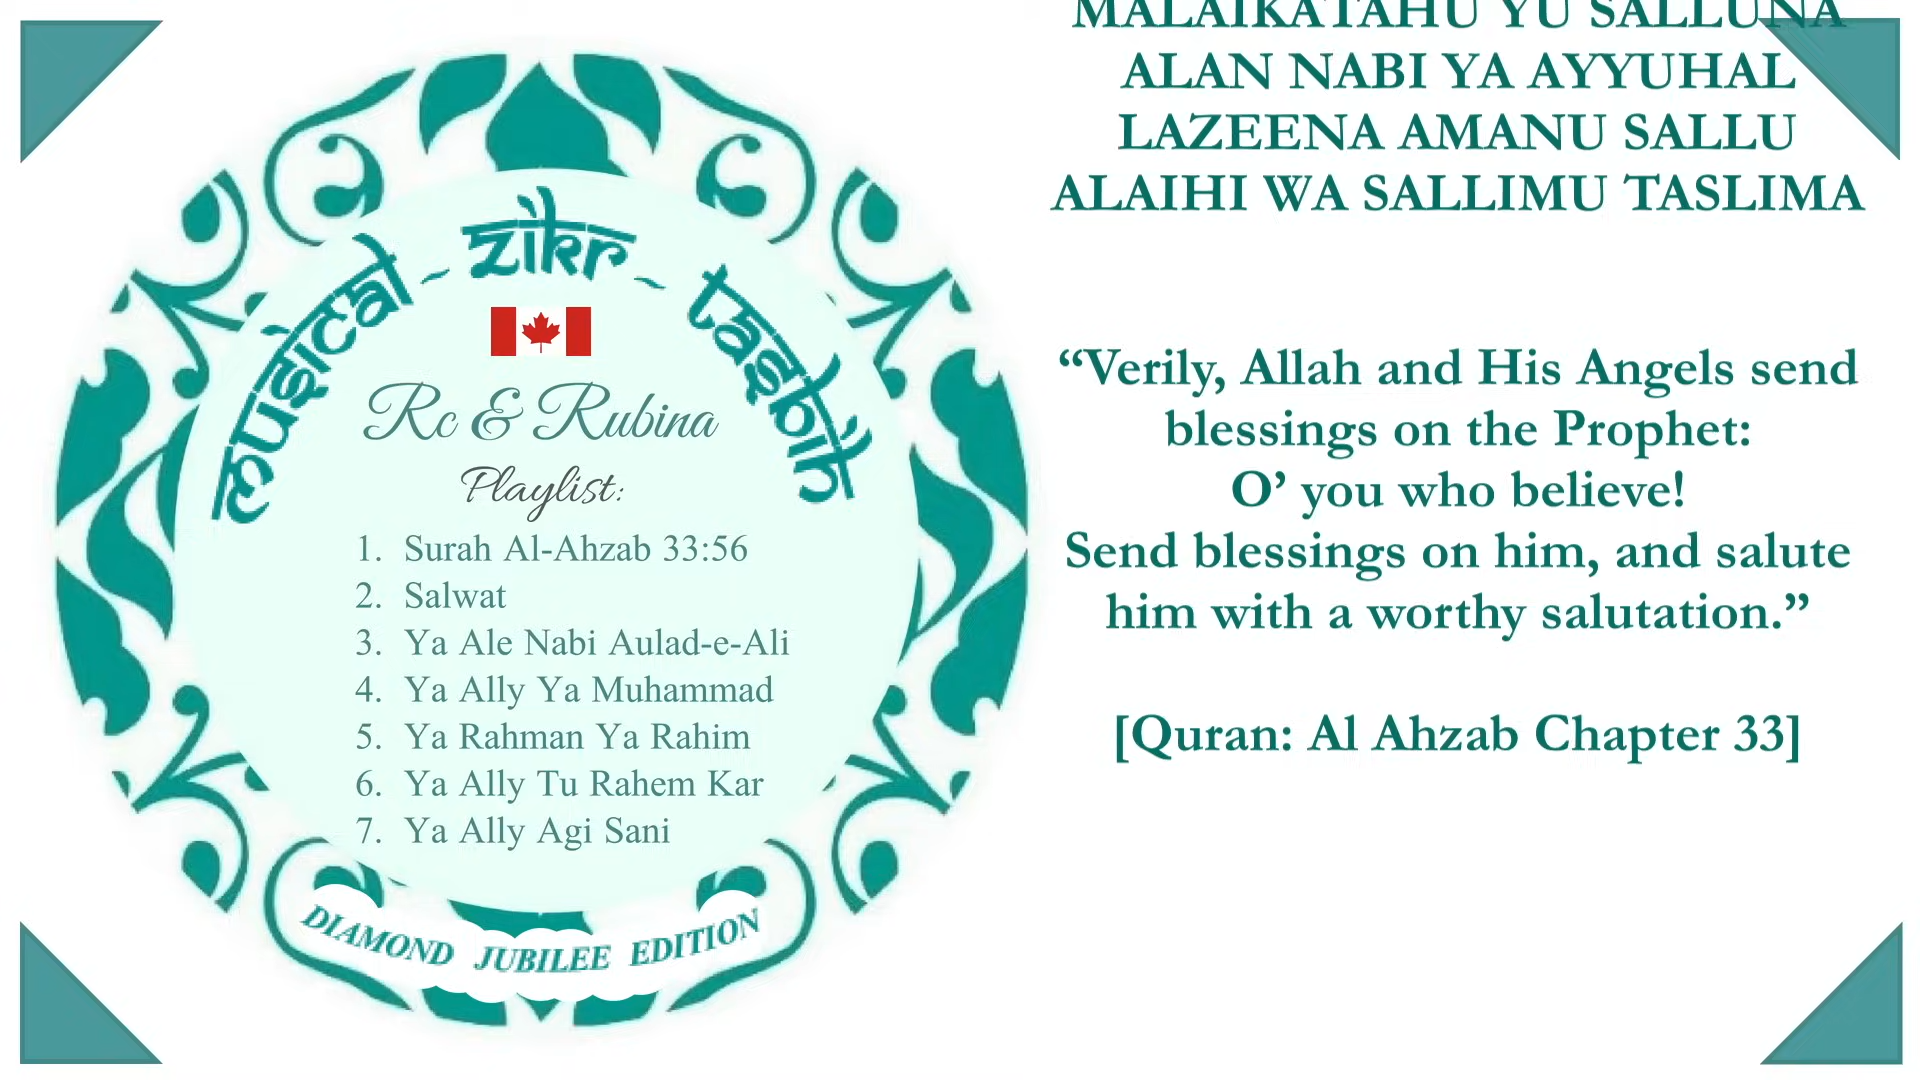 musical ~ zikr ~ tasbih
Rc & Rubina
Playlist:
1. Surah Al-Ahzab 33:56
2. Salwat
3. Ya Ale Nabi Aulad-e-Ali
4. Ya Ally Ya Muhammad
5. Ya Rahman Ya Rahim
6. Ya Ally Tu Rahem Kar
7. Ya Ally Agi Sani
DIAMOND JUBILEE EDITION
MALAIKATAHU YU SALLUNA
ALAN NABI YA AYYUHAL
LAZEENA AMANU SALLU
ALAIHI WA SALLIMU TASLIMA
“Verily, Allah and His Angels send
blessings on the Prophet:
O’ you who believe!
Send blessings on him, and salute
him with a worthy salutation.”
[Quran: Al Ahzab Chapter 33]